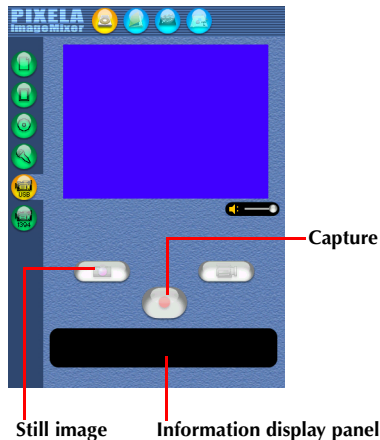 PIXELA
ImageMixer
USB
1394
Capture
Still image
Information display panel